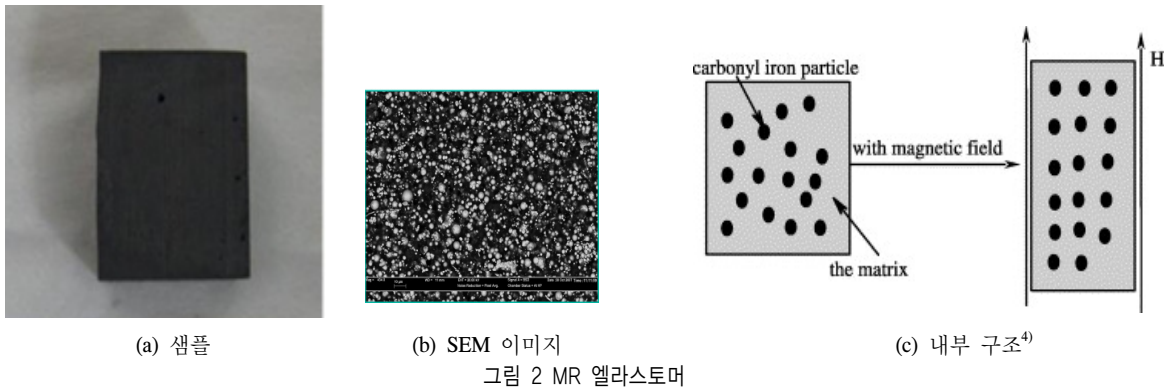 carbonyl iron particle
H
with magnetic field
the matrix
(a) 샘플
(b) SEM 이미지
(c) 내부 구조4)
그림 2 MR 엘라스토머